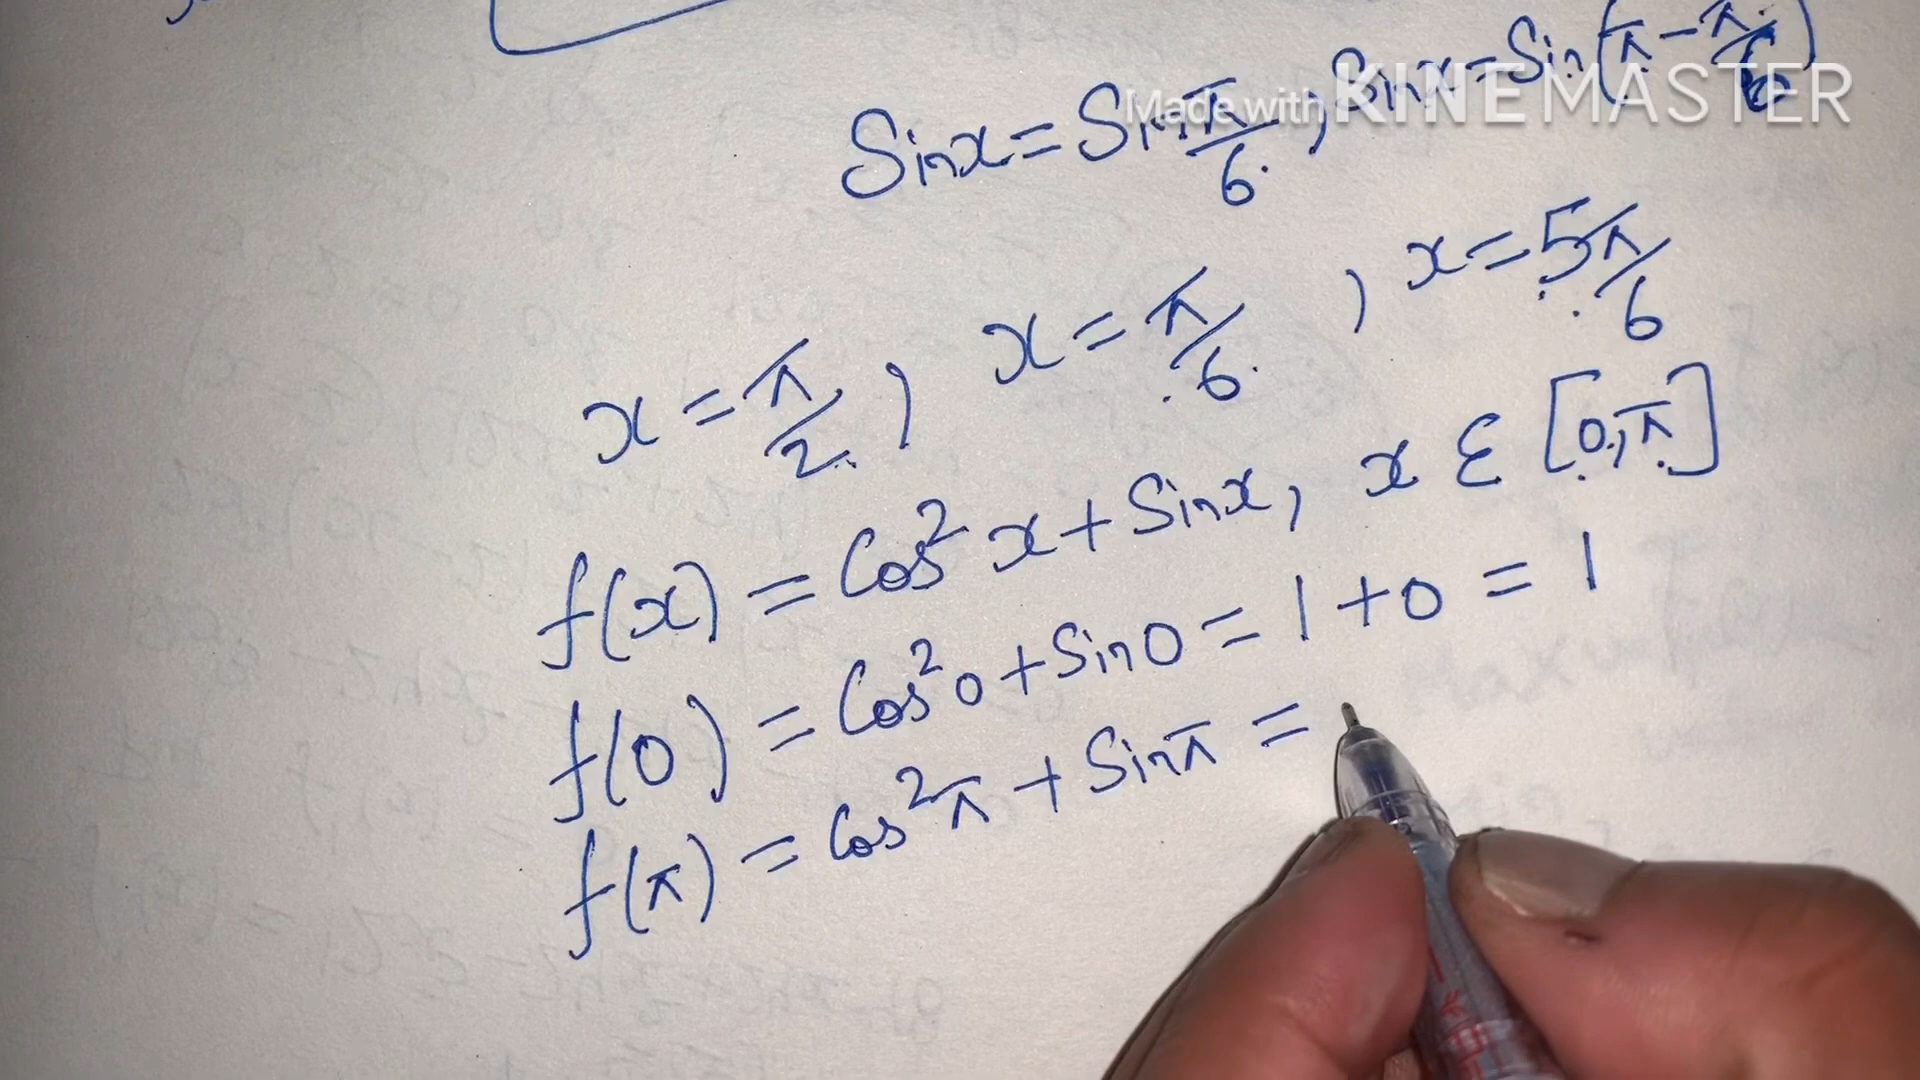 Sinx = Sin π/6 , Sinx = Sin(π - π/6)
Made with KINEMASTER
x = π/2 , x = π/6 , x = 5π/6
f(x) = Cos²x + Sinx, x ε [0,π]
f(0) = Cos²0 + Sin0 = 1 + 0 = 1
f(π) = Cos²π + Sinπ =